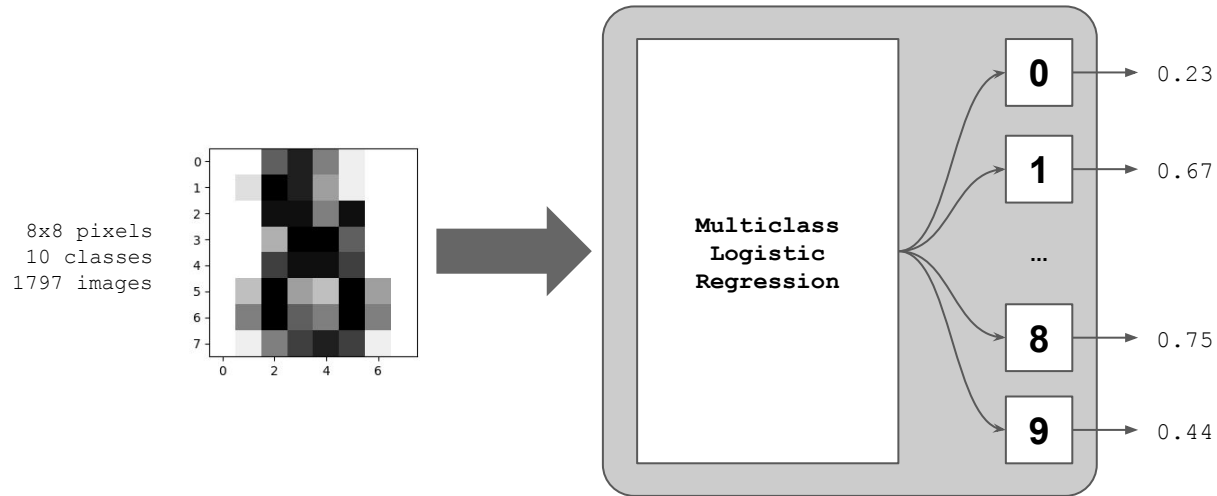 8x8 pixels
10 classes
1797 images
0
1
2
3
4
5
6
7
0 2 4 6
Multiclass
Logistic
Regression
0 0.23
1 0.67
...
8 0.75
9 0.44